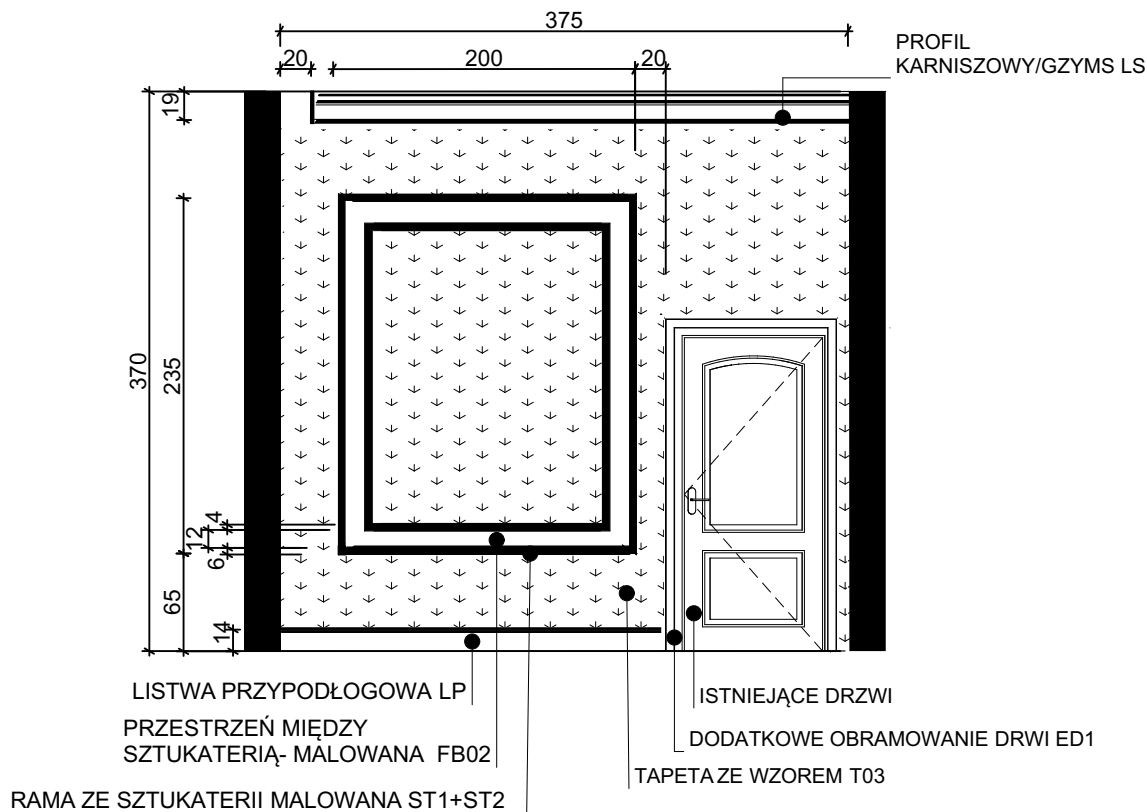 375
20
200
20
PROFIL
KARNISZOWY/GZYMS LS
19
370
235
4
12
6
65
14
LISTWA PRZYPODŁOGOWA LP
ISTNIEJĄCE DRZWI
PRZESTRZEŃ MIĘDZY
SZTUKATERIĄ- MALOWANA FB02
DODATKOWE OBRAMOWANIE DRWI ED1
TAPETA ZE WZOREM T03
RAMA ZE SZTUKATERII MALOWANA ST1+ST2